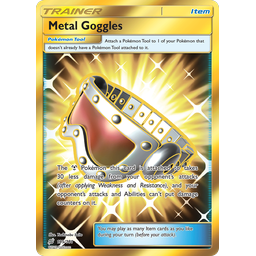 TRAINER
Item
Metal Goggles
Pokémon Tool
Attach a Pokémon Tool to 1 of your Pokémon that
doesn't already have a Pokémon Tool attached to it.
The Pokémon this card is attached to takes
30 less damage from your opponent's attacks
(after applying Weakness and Resistance), and your
opponent's attacks and Abilities can't put damage
counters on it.
You may play as many Item cards as you like
during your turn (before your attack).